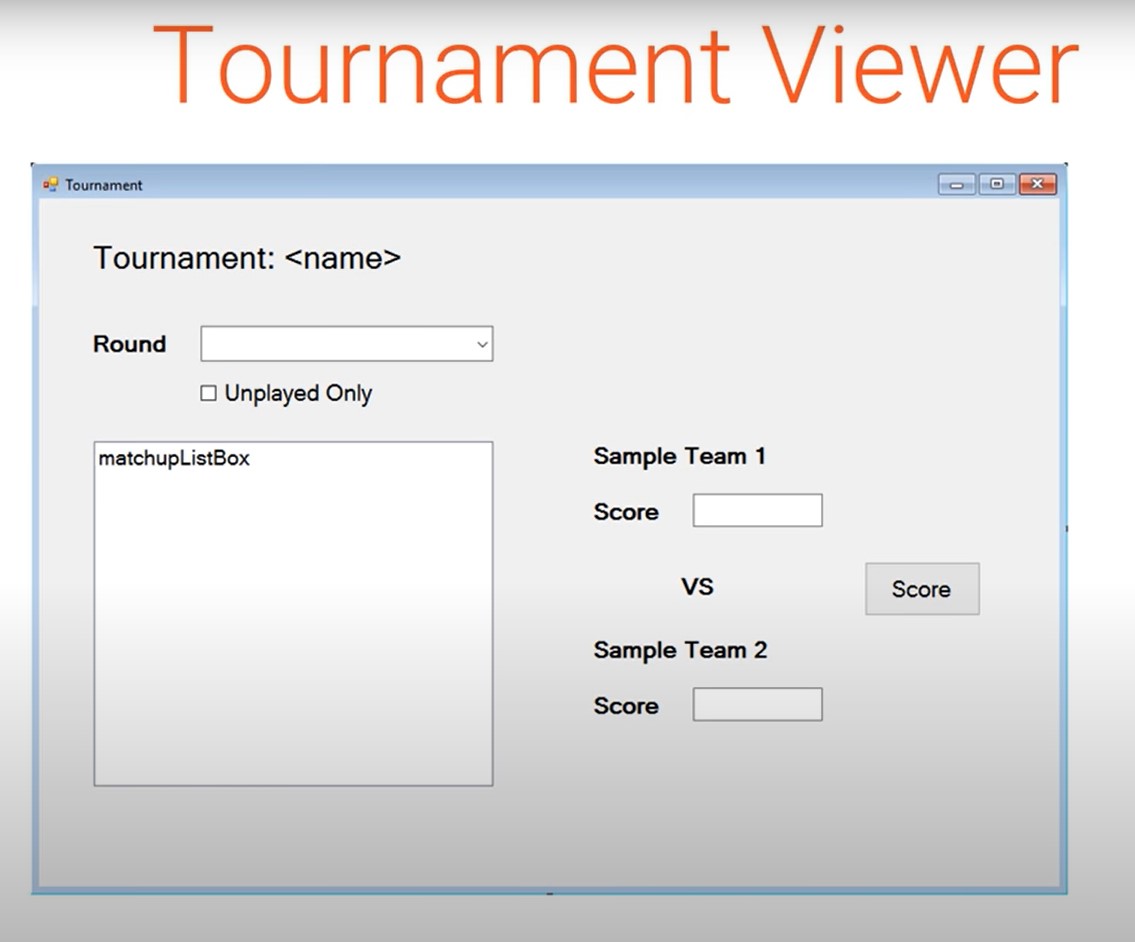 Tournament Viewer
Tournament
Tournament: <name>
Round
Unplayed Only
matchupListBox
Sample Team 1
Score
VS
Score
Sample Team 2
Score